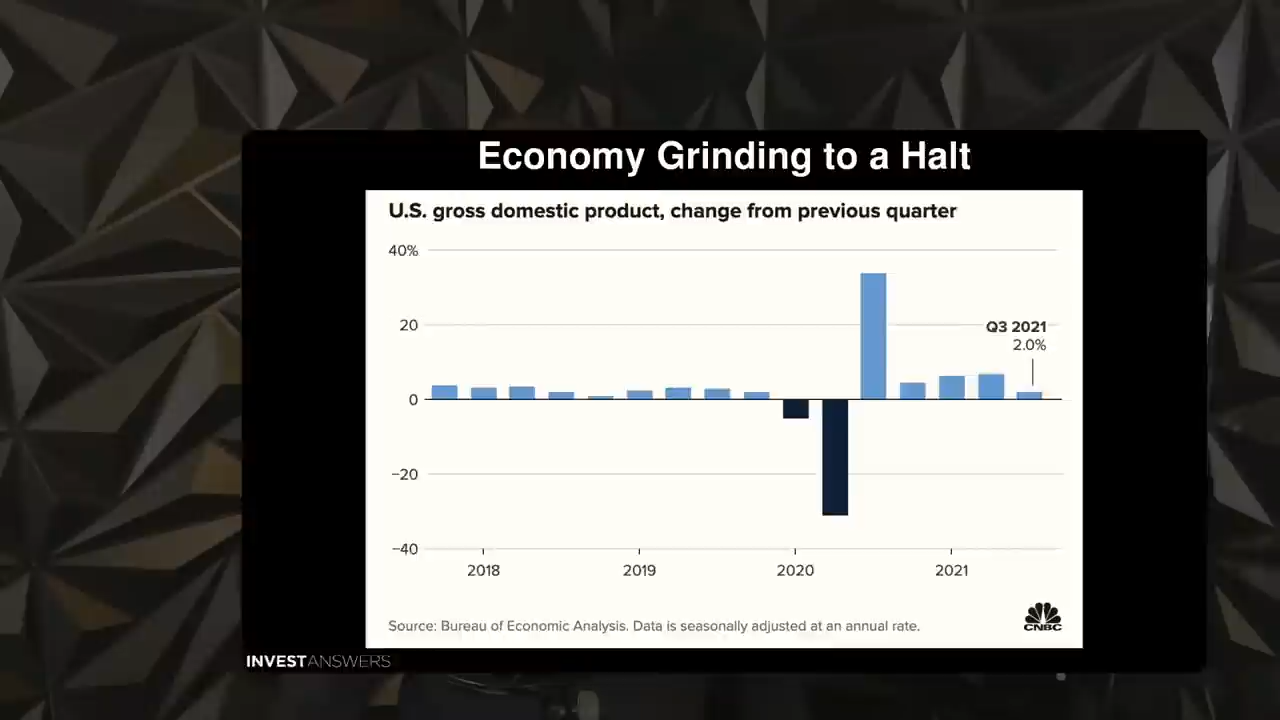 Economy Grinding to a Halt
U.S. gross domestic product, change from previous quarter
40%
20
0
−20
−40
Q3 2021
2.0%
2018
2019
2020
2021
Source: Bureau of Economic Analysis. Data is seasonally adjusted at an annual rate.
CNBC
INVESTANSWERS